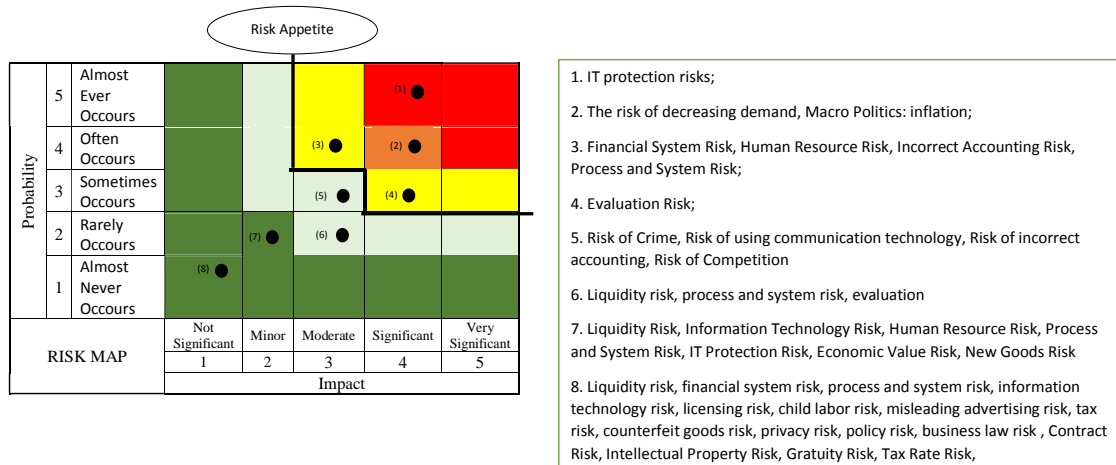 Risk Appetite
Probability
5
Almost
Ever
Occours
(1)
4
Often
Occours
(3)
(2)
3
Sometimes
Occours
(5)
(4)
2
Rarely
Occours
(7)
(6)
1
Almost
Never
Occours
(8)
RISK MAP
Not
Significant
Minor
Moderate
Significant
Very
Significant
1
2
3
4
5
Impact
1. IT protection risks;
2. The risk of decreasing demand, Macro Politics: inflation;
3. Financial System Risk, Human Resource Risk, Incorrect Accounting Risk,
Process and System Risk;
4. Evaluation Risk;
5. Risk of Crime, Risk of using communication technology, Risk of incorrect
accounting, Risk of Competition
6. Liquidity risk, process and system risk, evaluation
7. Liquidity Risk, Information Technology Risk, Human Resource Risk, Process
and System Risk, IT Protection Risk, Economic Value Risk, New Goods Risk
8. Liquidity risk, financial system risk, process and system risk, information
technology risk, licensing risk, child labor risk, misleading advertising risk, tax
risk, counterfeit goods risk, privacy risk, policy risk, business law risk , Contract
Risk, Intellectual Property Risk, Gratuity Risk, Tax Rate Risk,